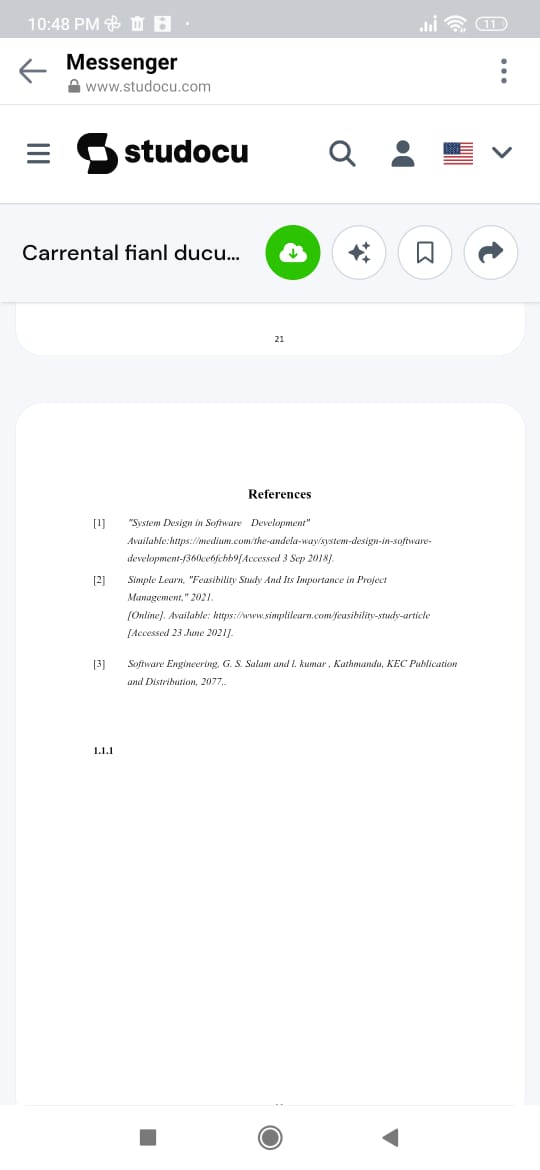 10:48 PM
11
Messenger
www.studocu.com
studocu
Carrental fianl ducu...
21
References
[1] "System Design in Software Development"
Available:https://medium.com/the-andela-way/system-design-in-software-
development-f360ce6fcbb9[Accessed 3 Sep 2018].
[2] Simple Learn, "Feasibility Study And Its Importance in Project
Management," 2021.
[Online]. Available: https://www.simplilearn.com/feasibility-study-article
[Accessed 23 June 2021].
[3] Software Engineering, G. S. Salam and l. kumar , Kathmandu, KEC Publication
and Distribution, 2077..
1.1.1